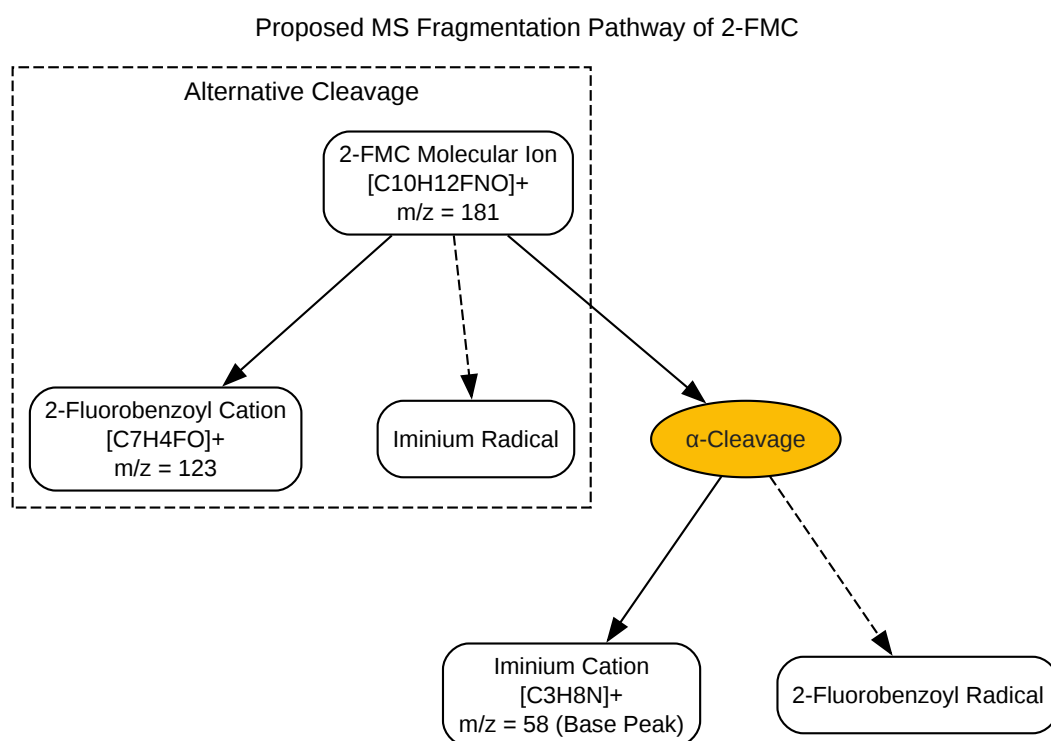 Proposed MS Fragmentation Pathway of 2-FMC
Alternative Cleavage
2-FMC Molecular Ion
[C10H12FNO]+
m/z = 181
2-Fluorobenzoyl Cation
[C7H4FO]+
m/z = 123
Iminium Radical
α-Cleavage
Iminium Cation
[C3H8N]+
m/z = 58 (Base Peak)
2-Fluorobenzoyl Radical